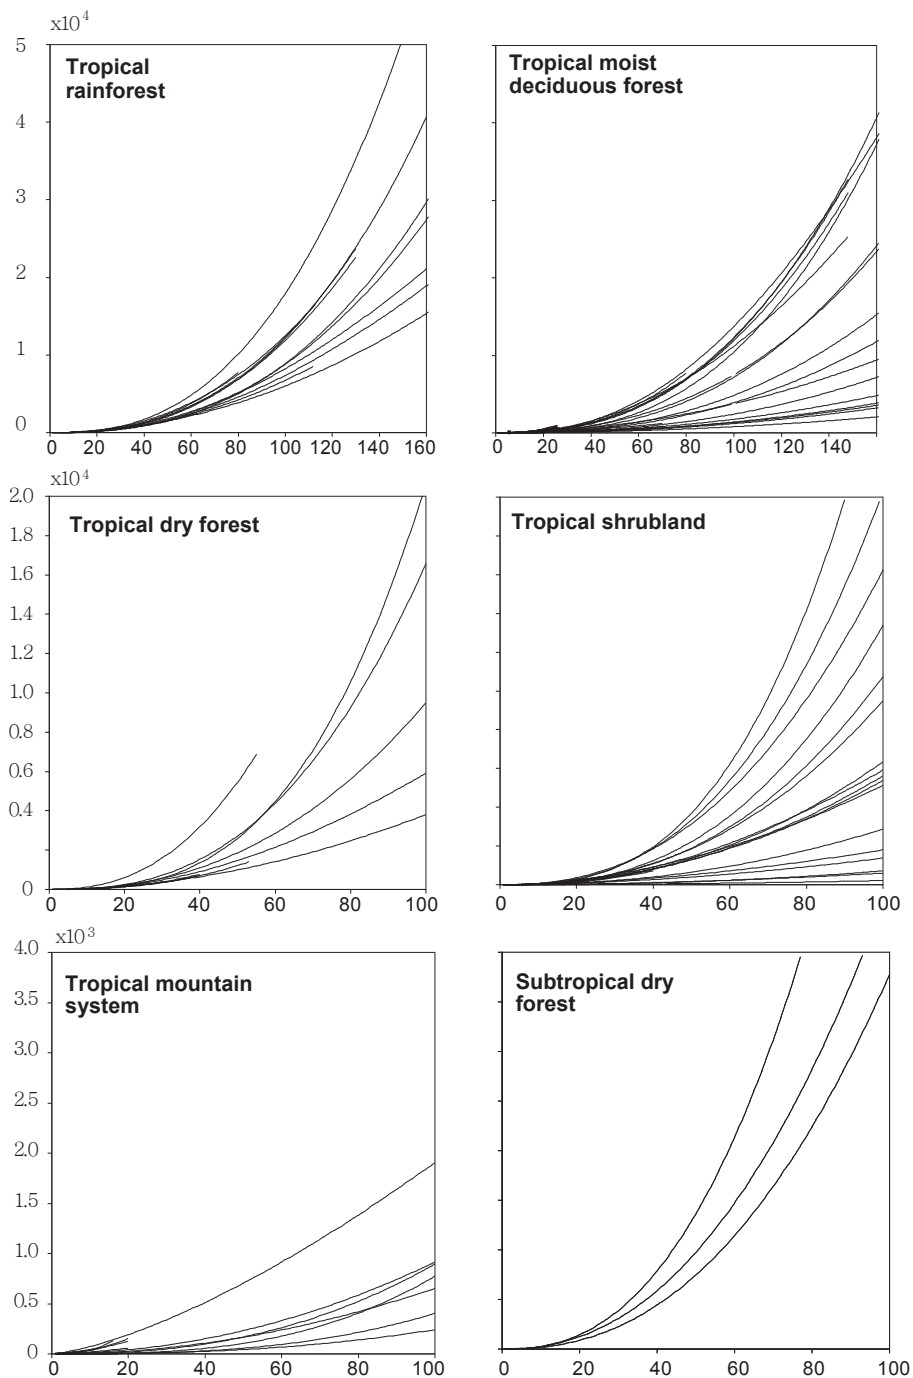 x10⁴
5
4
3
2
1
0
Tropical
rainforest
0 20 40 60 80 100 120 140 160
Tropical moist
deciduous forest
0 20 40 60 80 100 120 140
x10⁴
2.0
1.8
1.6
1.4
1.2
1.0
0.8
0.6
0.4
0
Tropical dry forest
0 20 40 60 80 100
Tropical shrubland
0 20 40 60 80 100
x10³
4.0
3.5
3.0
2.5
2.0
1.5
1.0
0.5
0
Tropical mountain
system
0 20 40 60 80 100
Subtropical dry
forest
0 20 40 60 80 100